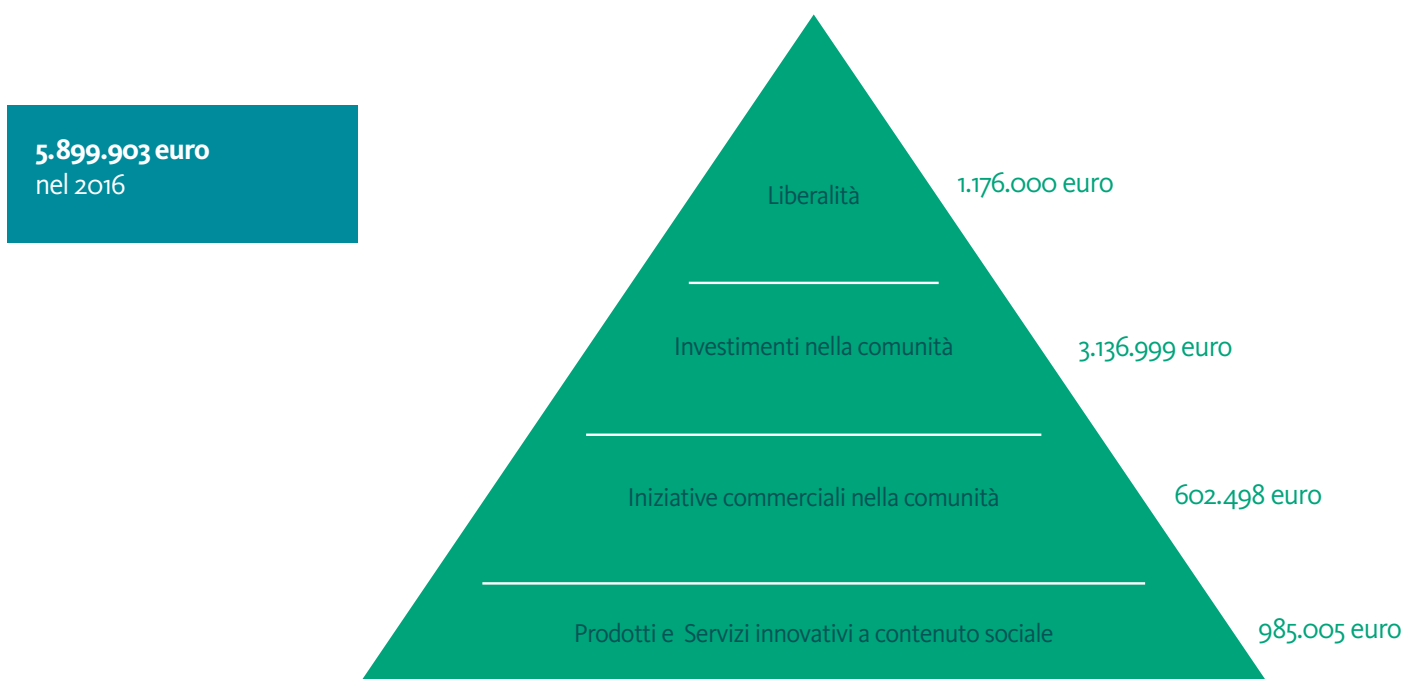 5.899.903 euro
nel 2016
Liberalità
1.176.000 euro
Investimenti nella comunità
3.136.999 euro
Iniziative commerciali nella comunità
602.498 euro
Prodotti e  Servizi innovativi a contenuto sociale
985.005 euro